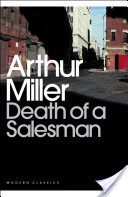 Arthur
Miller
Death of a
Salesman
MODERN CLASSICS